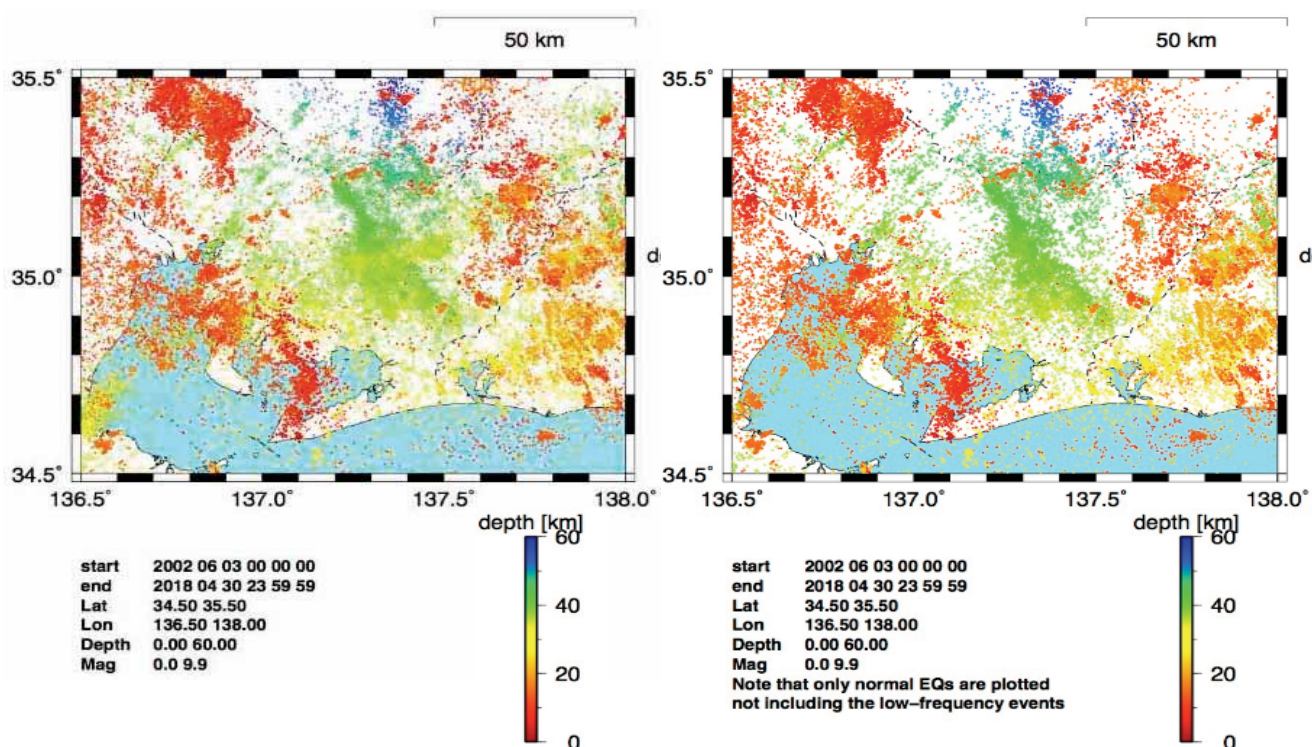 50 km
35.5°
35.0°
34.5°
136.5° 137.0° 137.5° 138.0°
depth [km]
60
40
20
0
start 2002 06 03 00 00 00
end 2018 04 30 23 59 59
Lat 34.50 35.50
Lon 136.50 138.00
Depth 0.00 60.00
Mag 0.0 9.9
50 km
35.5°
35.0°
34.5°
136.5° 137.0° 137.5° 138.0°
depth [km]
60
40
20
0
start 2002 06 03 00 00 00
end 2018 04 30 23 59 59
Lat 34.50 35.50
Lon 136.50 138.00
Depth 0.00 60.00
Mag 0.0 9.9
Note that only normal EQs are plotted
not including the low–frequency events